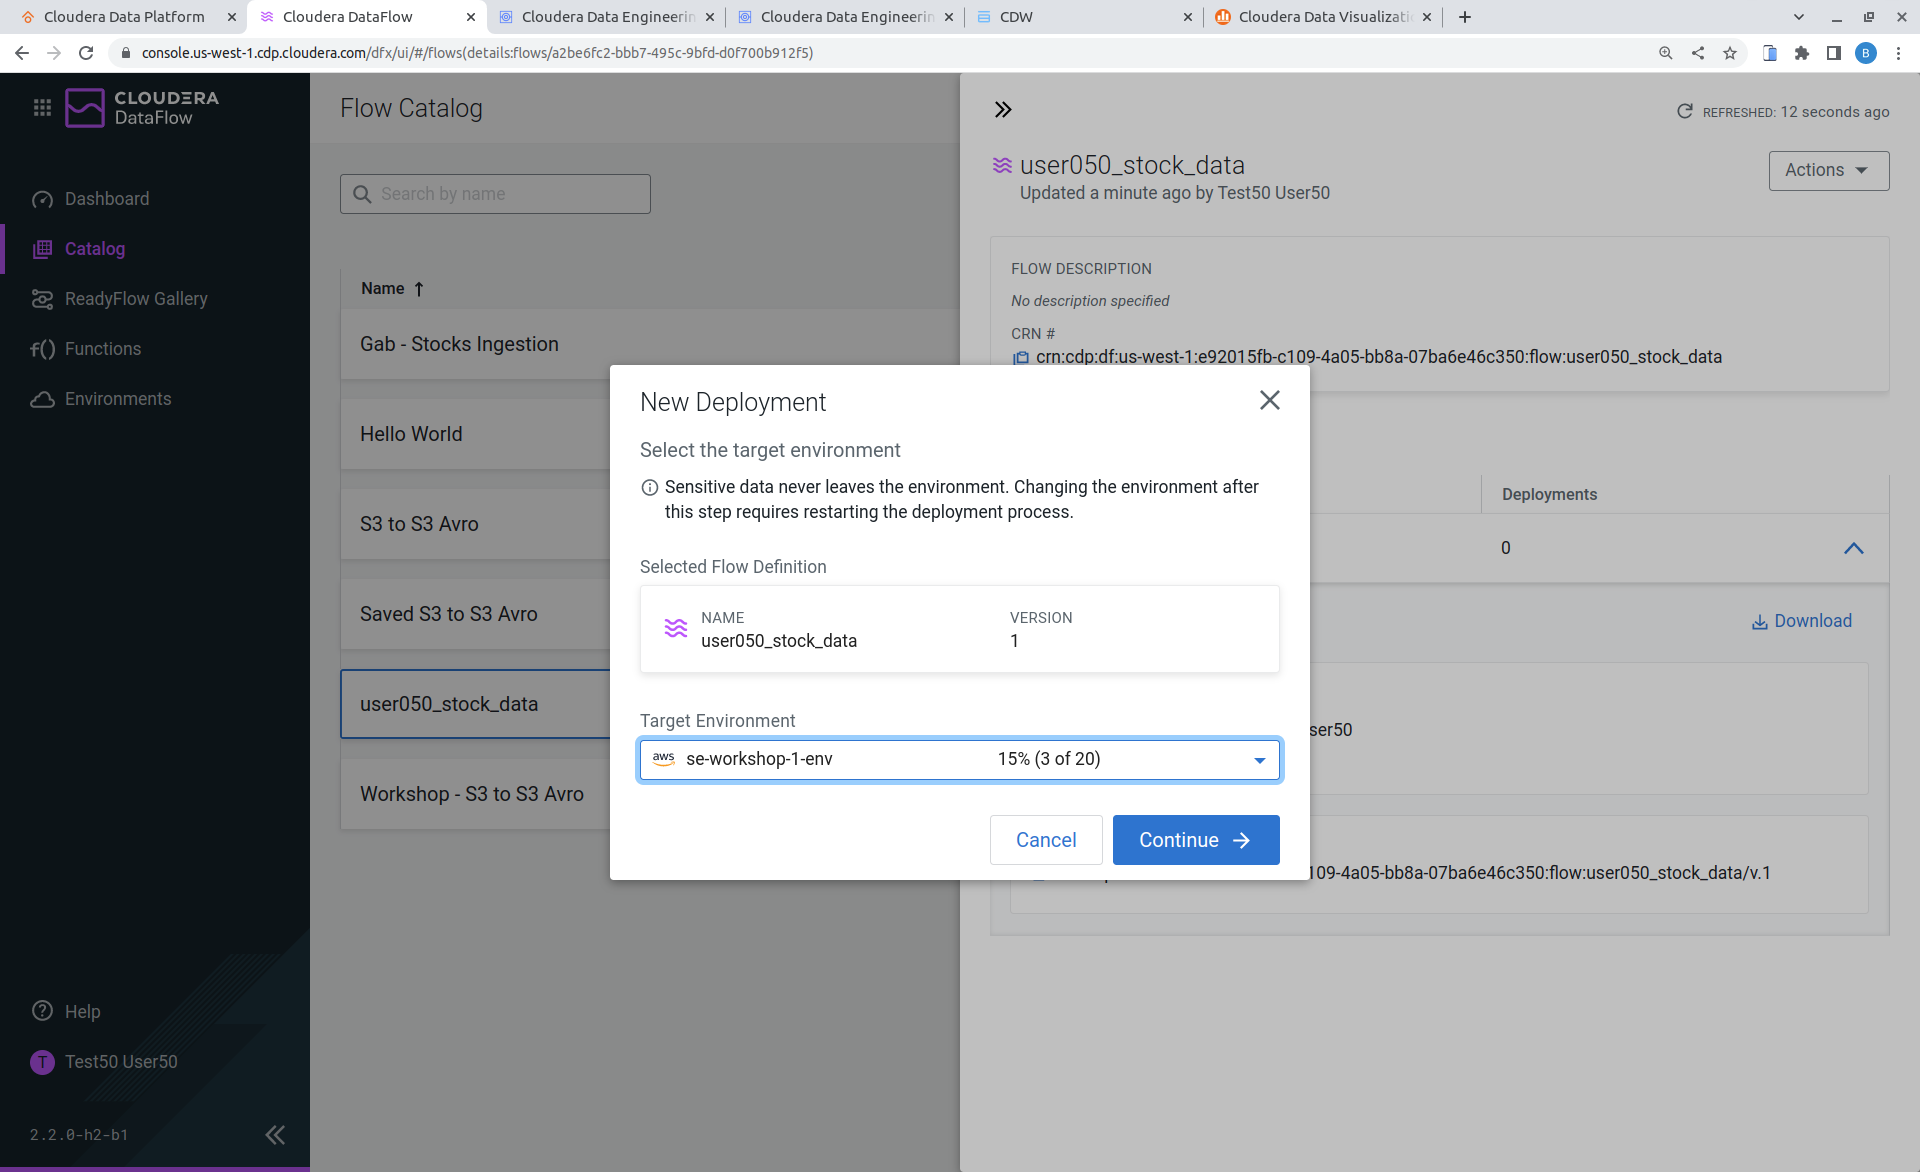 Cloudera Data Platform
Cloudera DataFlow
Cloudera Data Engineerin
Cloudera Data Engineerin
CDW
Cloudera Data Visualizati
console.us-west-1.cdp.cloudera.com/dfx/ui/#/flows(details:flows/a2be6fc2-bbb7-495c-9bfd-d0f700b912f5)
B
CLOUDERA
DataFlow
Dashboard
Catalog
ReadyFlow Gallery
f() Functions
Environments
Help
T Test50 User50
2.2.0-h2-b1
Flow Catalog
Search by name
Name
Gab - Stocks Ingestion
Hello World
S3 to S3 Avro
Saved S3 to S3 Avro
user050_stock_data
Workshop - S3 to S3 Avro
REFRESHED: 12 seconds ago
user050_stock_data
Updated a minute ago by Test50 User50
Actions
FLOW DESCRIPTION
No description specified
CRN #
crn:cdp:df:us-west-1:e92015fb-c109-4a05-bb8a-07ba6e46c350:flow:user050_stock_data
Deployments
0
Download
ser50
109-4a05-bb8a-07ba6e46c350:flow:user050_stock_data/v.1
New Deployment
Select the target environment
Sensitive data never leaves the environment. Changing the environment after
this step requires restarting the deployment process.
Selected Flow Definition
NAME
user050_stock_data
VERSION
1
Target Environment
aws se-workshop-1-env 15% (3 of 20)
Cancel
Continue